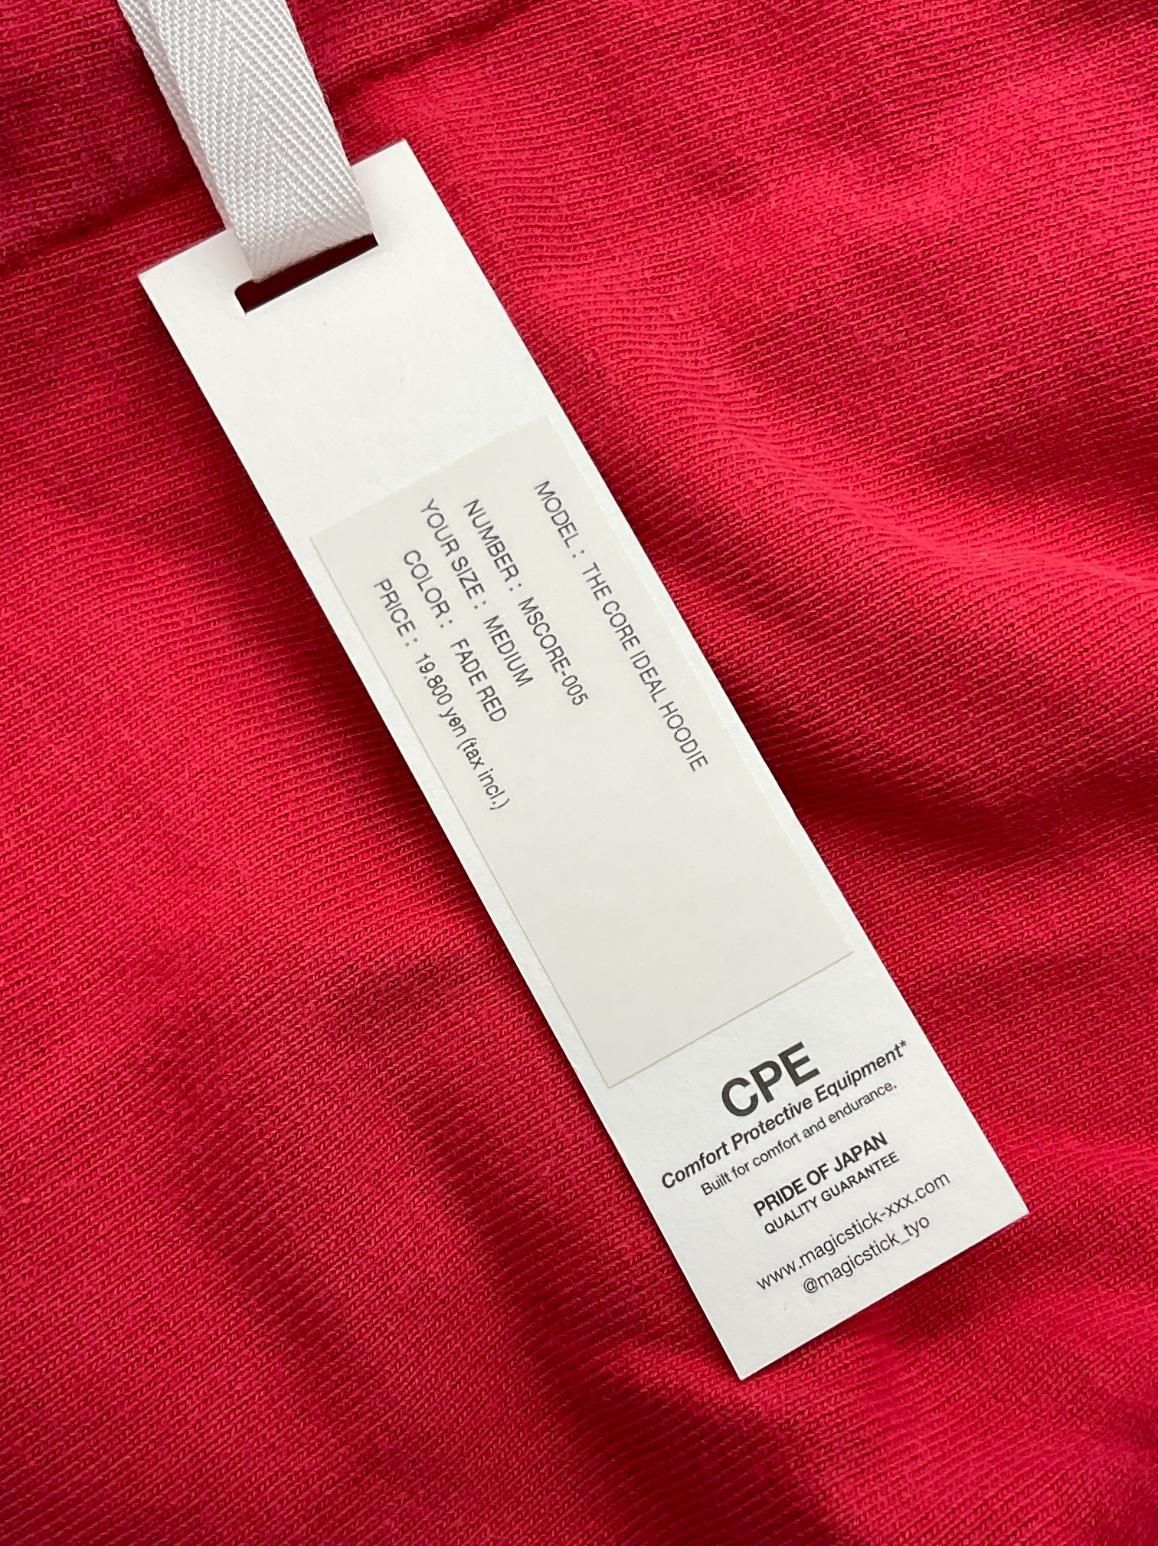 MODEL : THE CORE IDEAL HOODIE
NUMBER : MSCORE-005
YOUR SIZE : MEDIUM
COLOR : FADE RED
PRICE : 19.800 yen (tax incl.)
CPE
Comfort Protective Equipment*
Built for comfort and endurance.
PRIDE OF JAPAN
QUALITY GUARANTEE
www.magicstick-xxx.com
@magicstick_tyo